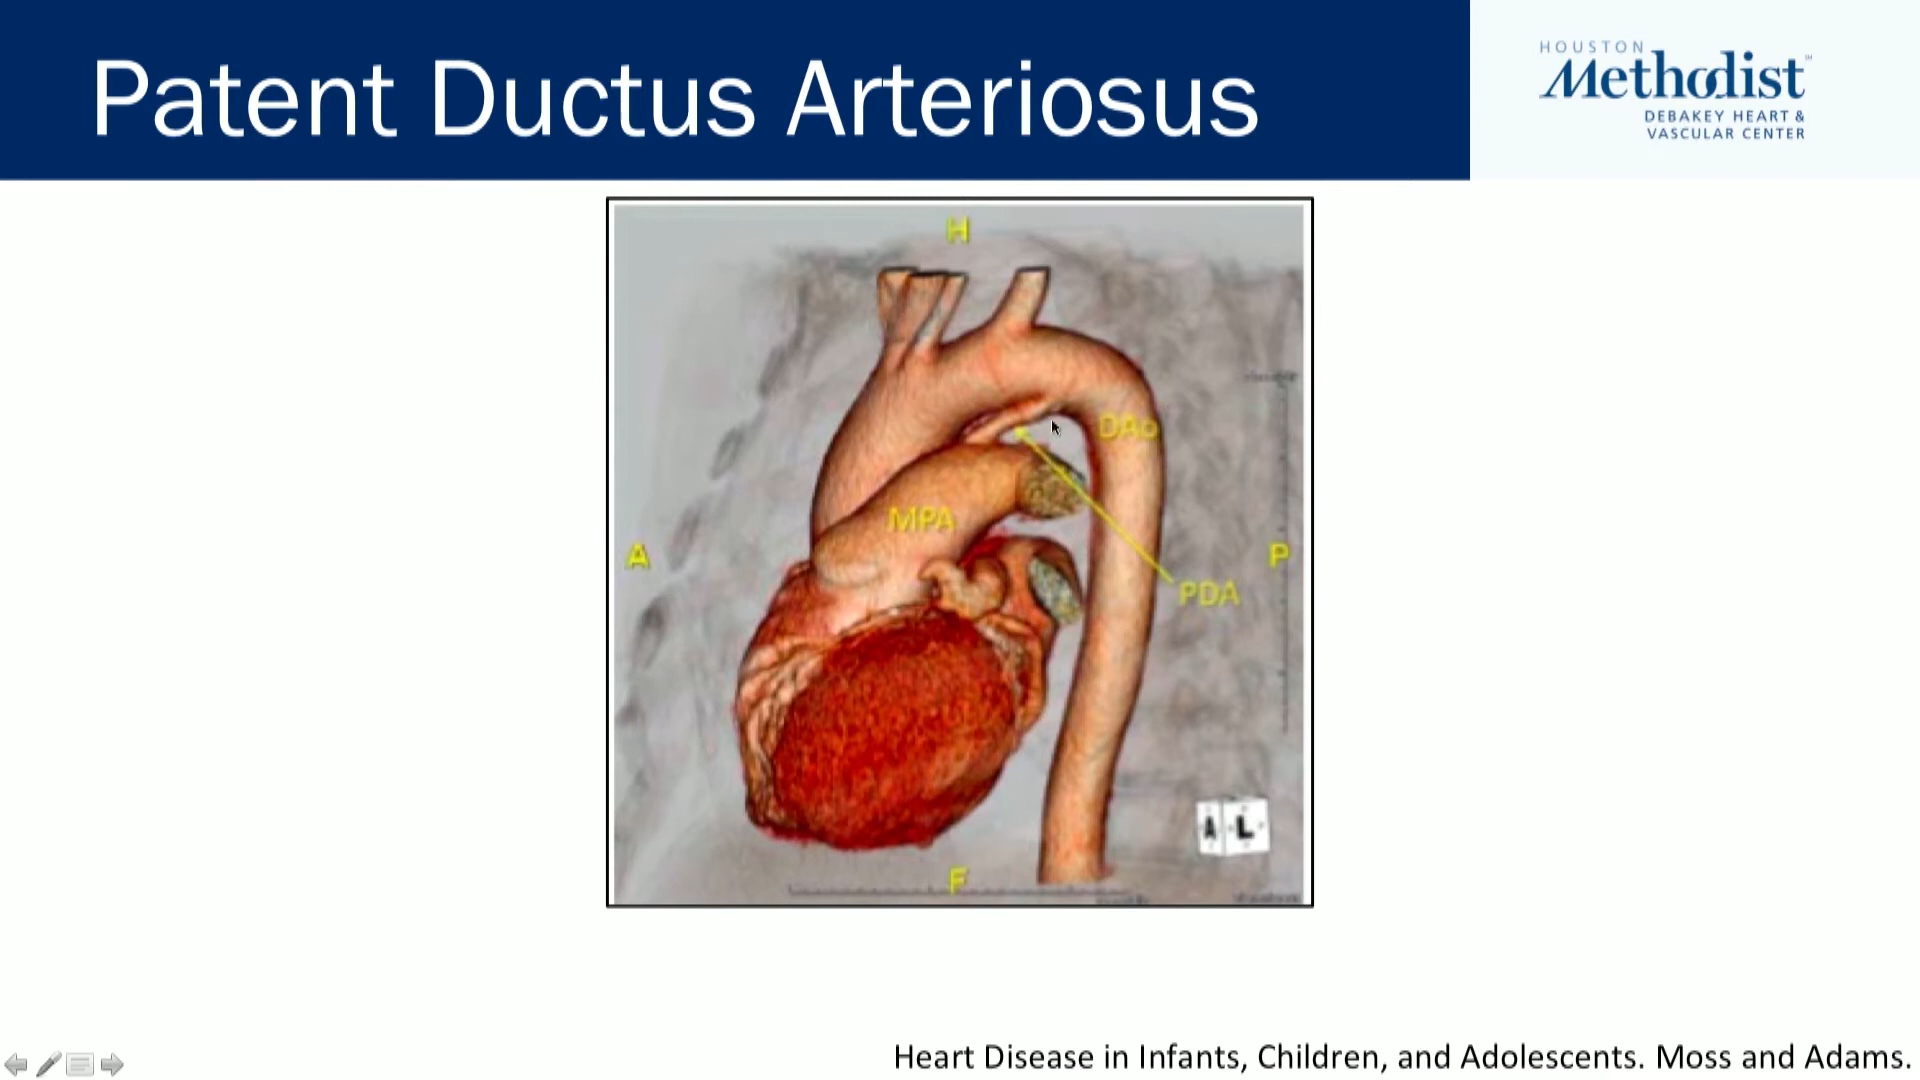 Patent Ductus Arteriosus
HOUSTON
Methodist
DEBAKEY HEART &
VASCULAR CENTER
H
DAo
MPA
A
P
PDA
A L
F
Heart Disease in Infants, Children, and Adolescents. Moss and Adams.